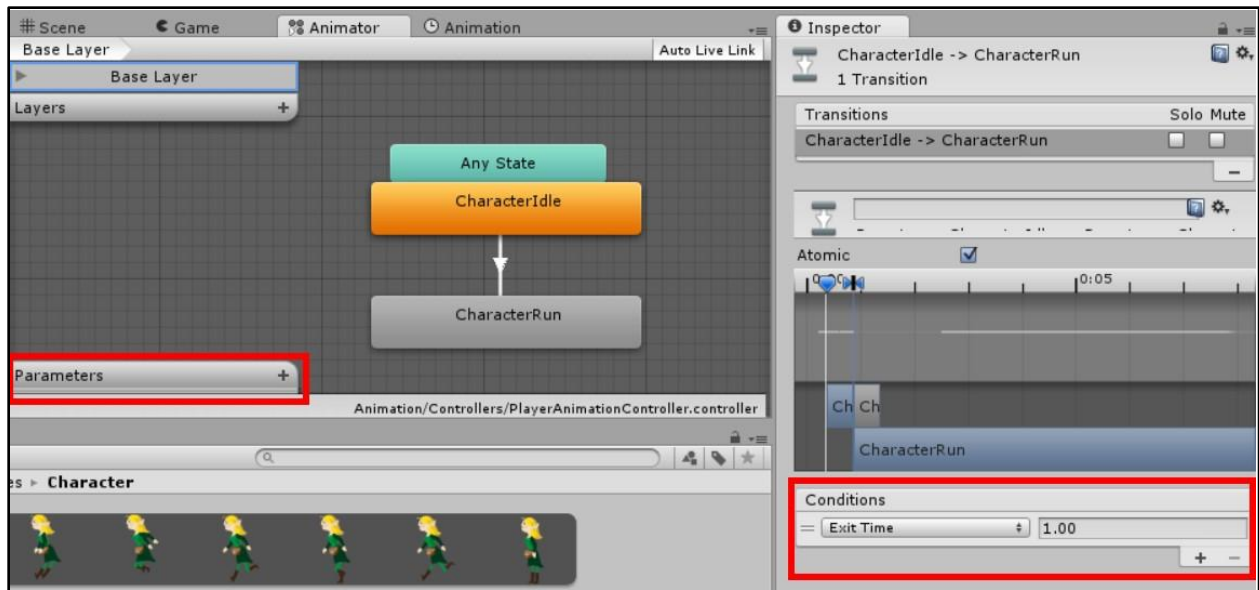 Scene Game Animator Animation
Base Layer Auto Live Link
Base Layer
Layers +
Any State
CharacterIdle
CharacterRun
Parameters +
Animation/Controllers/PlayerAnimationController.controller
Character
Inspector
CharacterIdle -> CharacterRun
1 Transition
Transitions Solo Mute
CharacterIdle -> CharacterRun
Atomic
0:05
Ch Ch
CharacterRun
Conditions
Exit Time 1.00
+ -